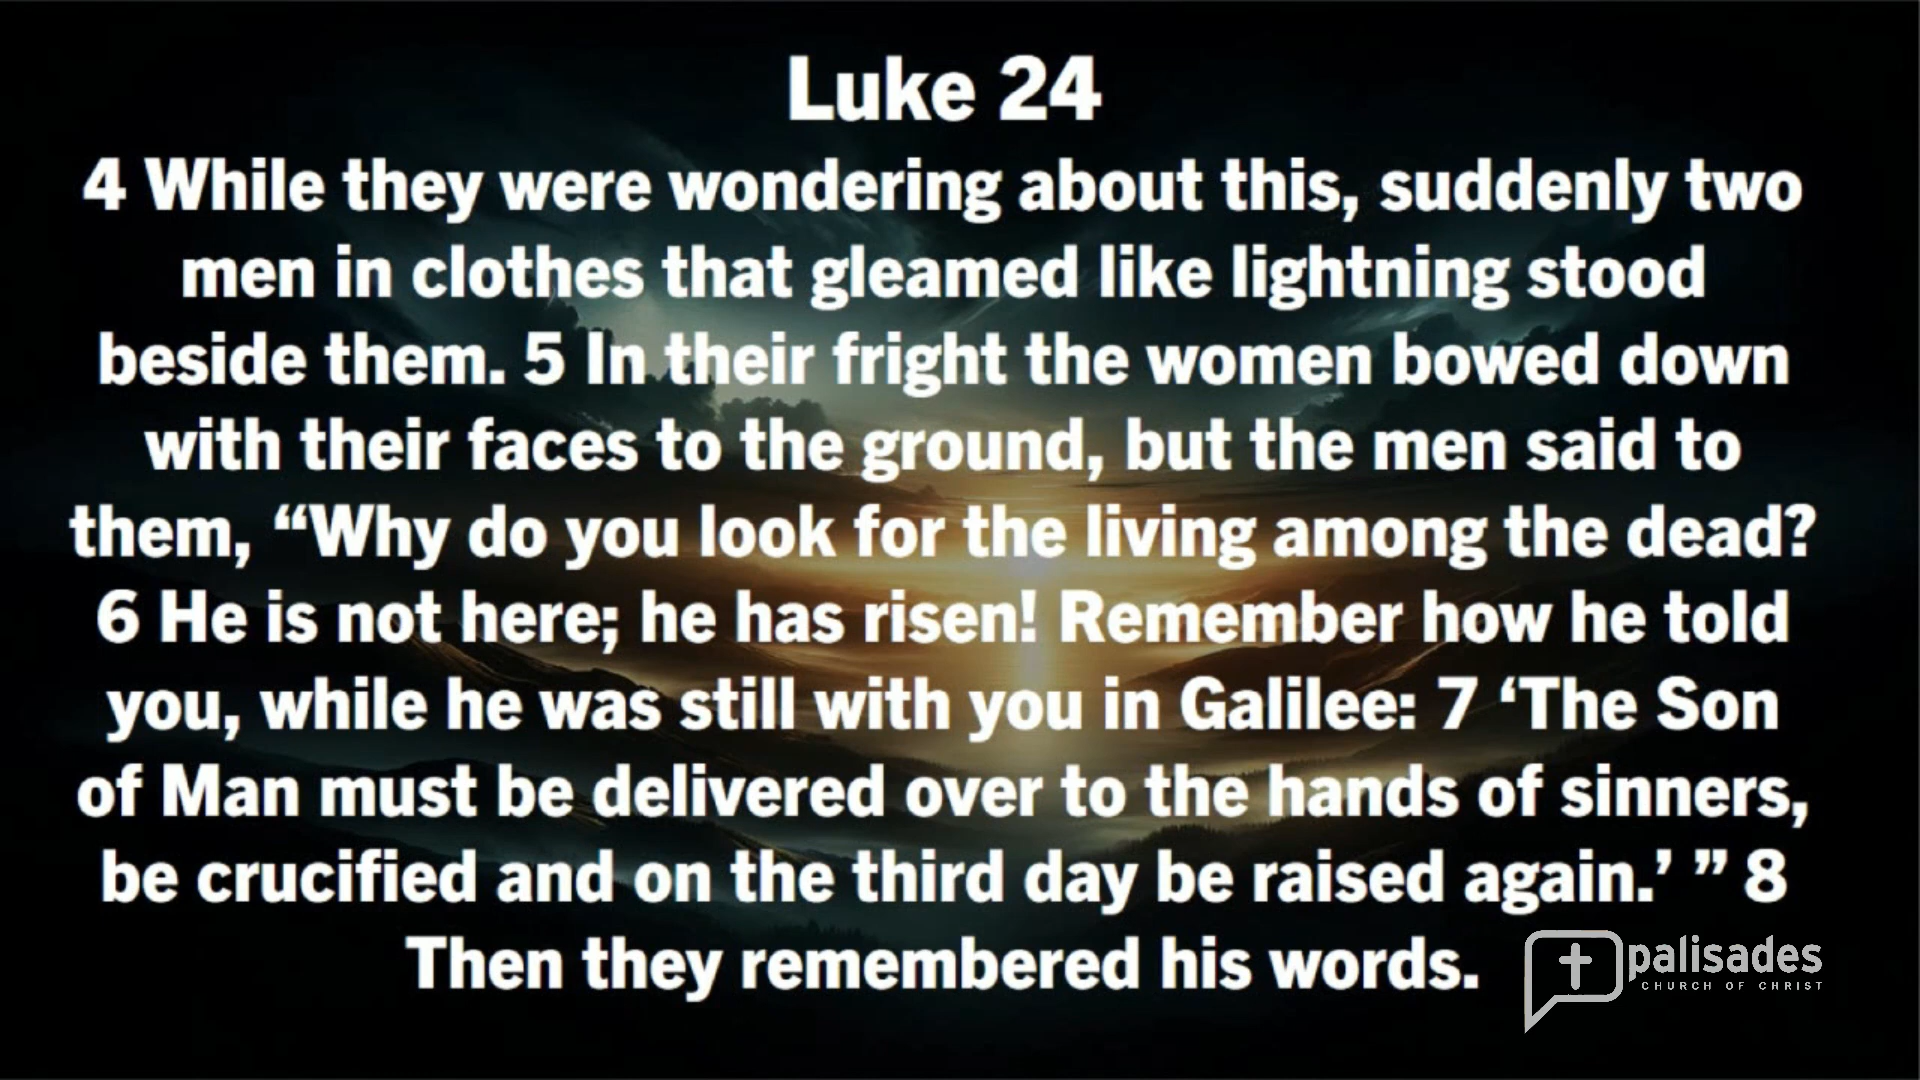 Luke 24
4 While they were wondering about this, suddenly two
men in clothes that gleamed like lightning stood
beside them. 5 In their fright the women bowed down
with their faces to the ground, but the men said to
them, “Why do you look for the living among the dead?
6 He is not here; he has risen! Remember how he told
you, while he was still with you in Galilee: 7 ‘The Son
of Man must be delivered over to the hands of sinners,
be crucified and on the third day be raised again.’ ” 8
Then they remembered his words.
palisades
CHURCH OF CHRIST